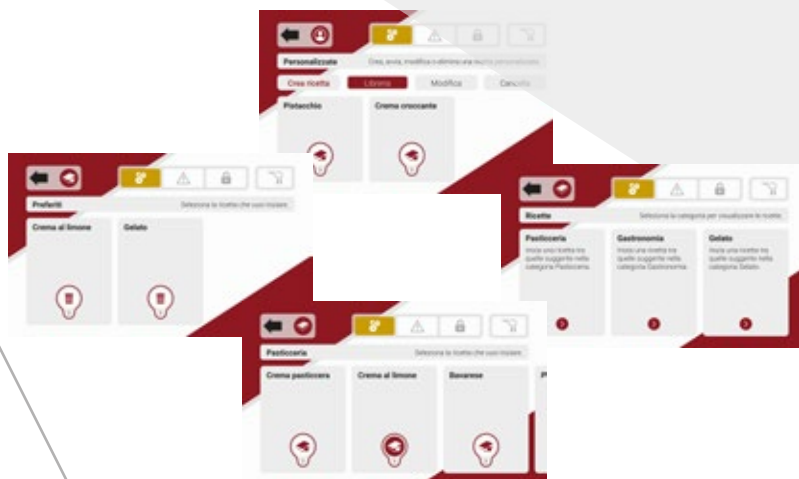 Personalizzate
Crea, avvia, modifica o elimina una ricetta personalizzata.
Crea ricetta
Libreria
Modifica
Cancella
Pistacchio
Crema croccante
Preferiti
Seleziona la ricetta che vuoi iniziare.
Crema al limone
Gelato
Ricette
Seleziona la categoria per visualizzare le ricette.
Pasticceria
Inizia una ricetta tra
quelle suggerite nella
categoria Pasticceria.
Gastronomia
Inizia una ricetta tra
quelle suggerite nella
categoria Gastronomia.
Gelato
Inizia una ricetta tra
quelle suggerite nella
categoria Gelato.
Pasticceria
Seleziona la ricetta che vuoi iniziare.
Crema pasticcera
Crema al limone
Bavarese